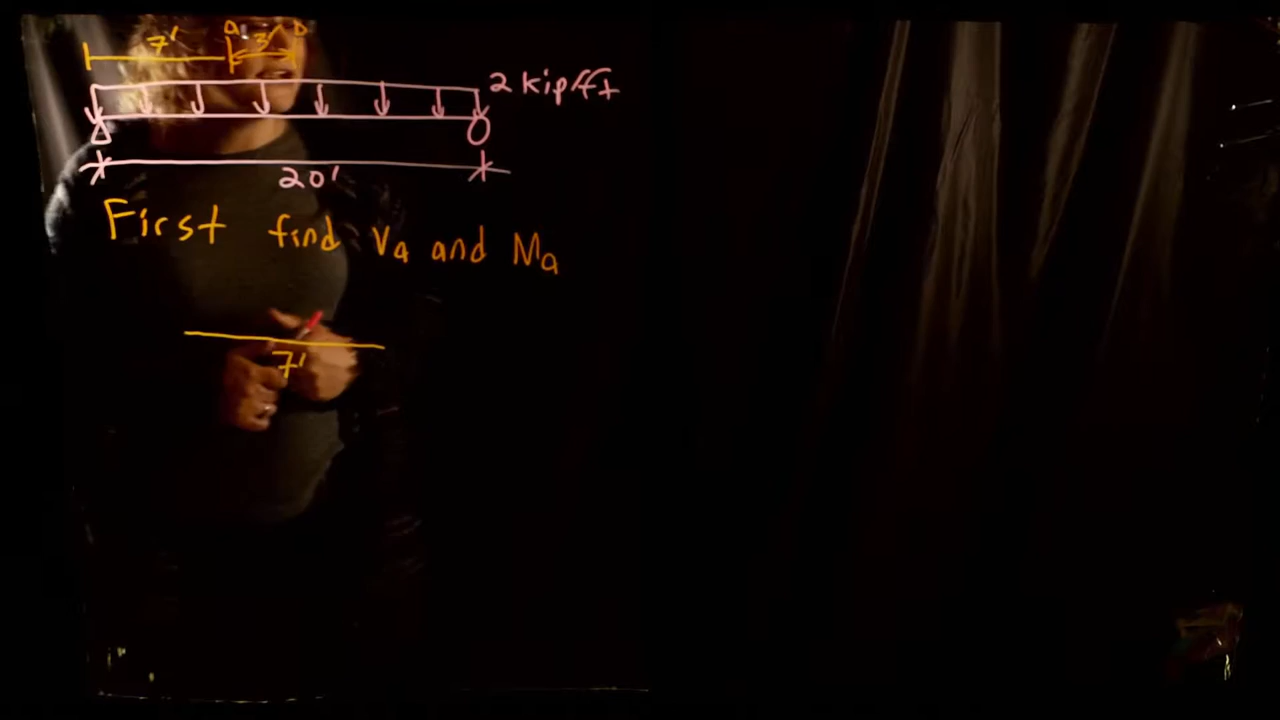 7' a 3' b
2 kip/ft
20'
First find Va and Ma
7'